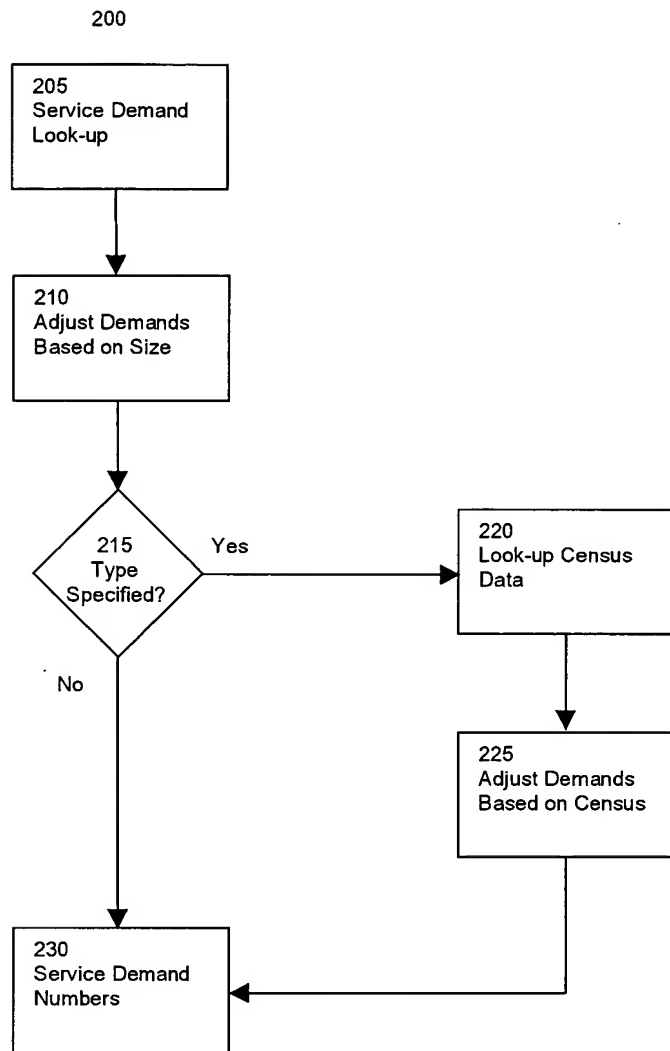 200
205
Service Demand
Look-up
210
Adjust Demands
Based on Size
215
Type
Specified?
Yes
No
220
Look-up Census
Data
225
Adjust Demands
Based on Census
230
Service Demand
Numbers